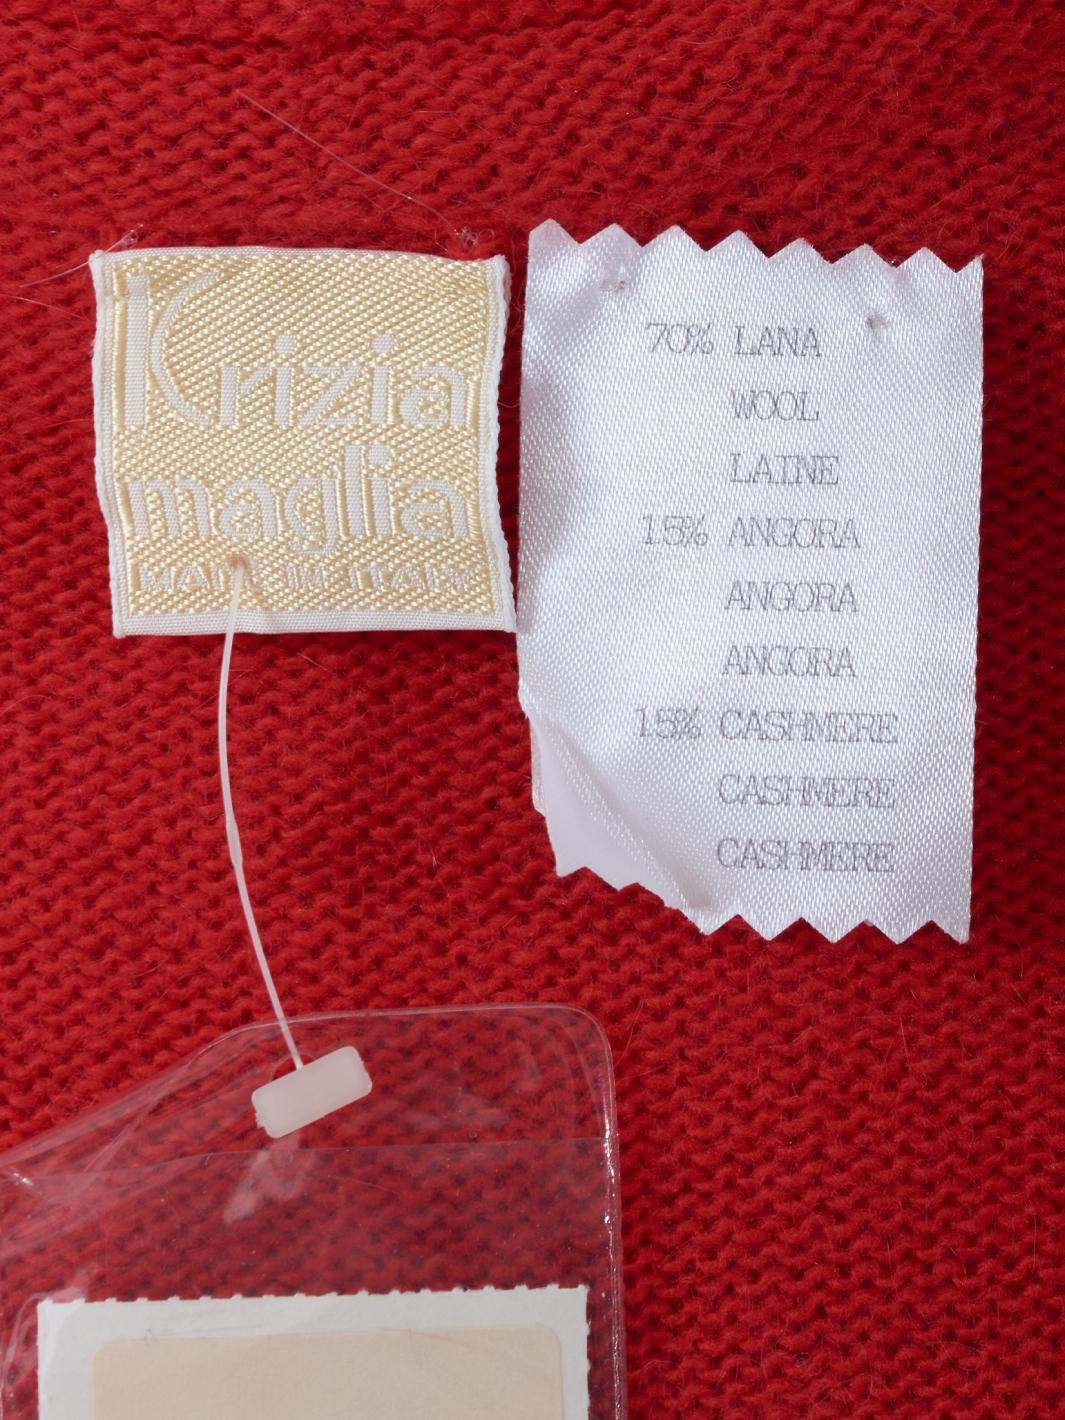 Krizia
maglia
MADE IN ITALY
70% LANA
WOOL
LAINE
15% ANGORA
ANGORA
ANGORA
15% CASHMERE
CASHMERE
CASHMERE